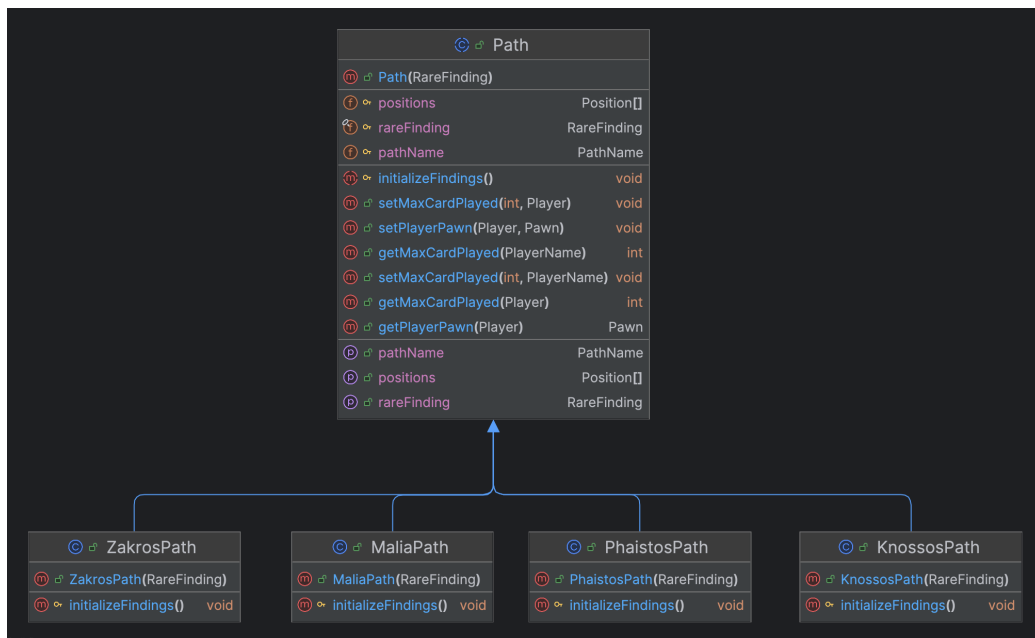 Path
Path(RareFinding)
positions Position[]
rareFinding RareFinding
pathName PathName
initializeFindings() void
setMaxCardPlayed(int, Player) void
setPlayerPawn(Player, Pawn) void
getMaxCardPlayed(PlayerName) int
setMaxCardPlayed(int, PlayerName) void
getMaxCardPlayed(Player) int
getPlayerPawn(Player) Pawn
pathName PathName
positions Position[]
rareFinding RareFinding
ZakrosPath
ZakrosPath(RareFinding)
initializeFindings() void
MaliaPath
MaliaPath(RareFinding)
initializeFindings() void
PhaistosPath
PhaistosPath(RareFinding)
initializeFindings() void
KnossosPath
KnossosPath(RareFinding)
initializeFindings() void